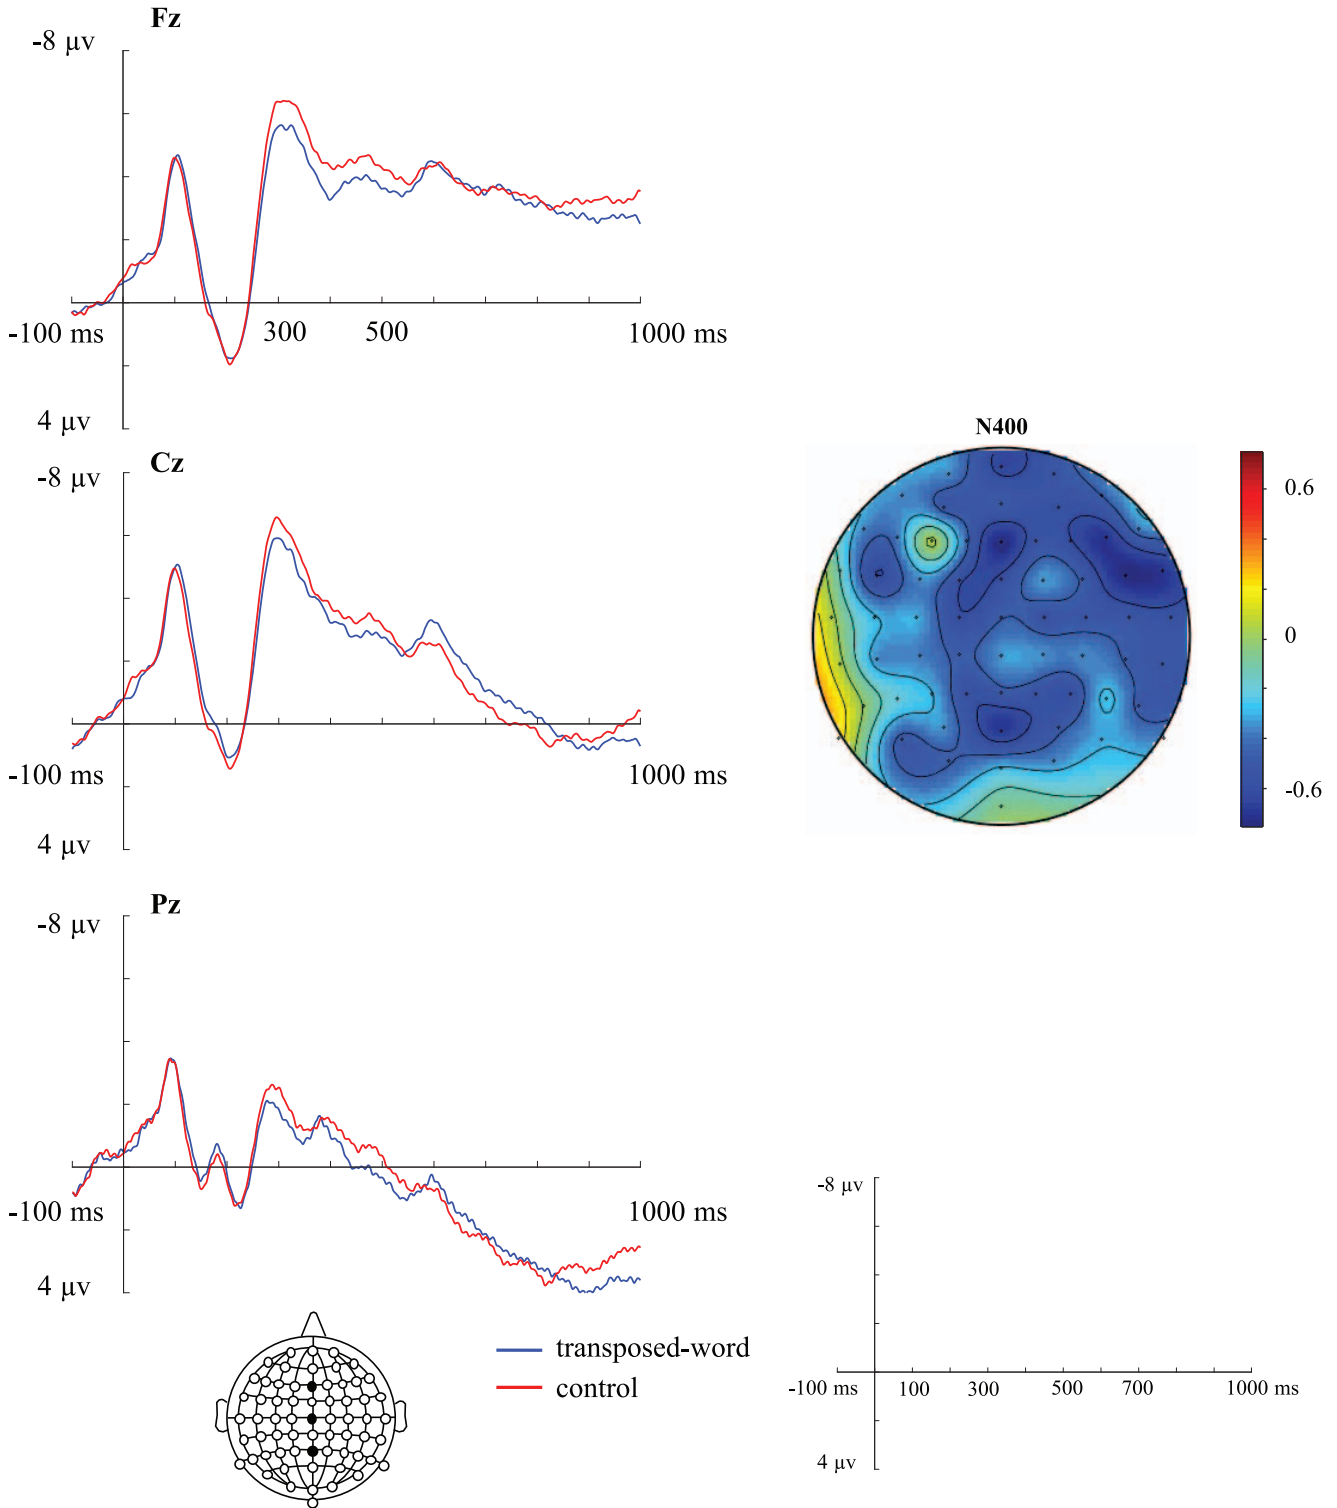 Fz
-8 μv
-100 ms 300 500 1000 ms
4 μv
Cz
-8 μv
-100 ms 1000 ms
4 μv
Pz
-8 μv
-100 ms 1000 ms
4 μv
transposed-word
control
N400
0.6
0
-0.6
-8 μv
-100 ms 100 300 500 700 1000 ms
4 μv